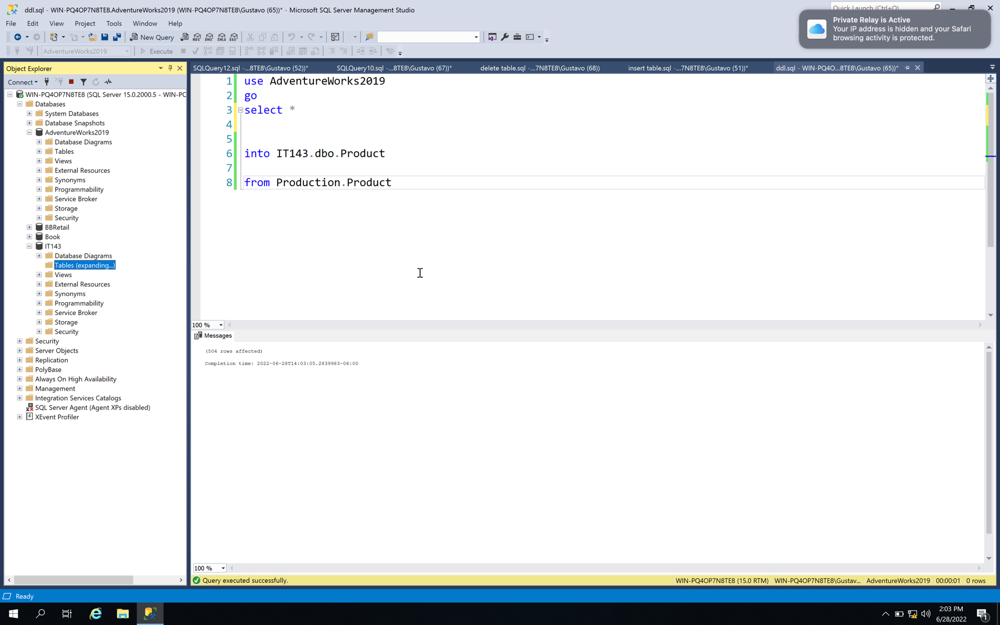 ddl.sql - WIN-PQ4OP7N8TE8.AdventureWorks2019 (WIN-PQ4OP7N8TE8\Gustavo (65))* - Microsoft SQL Server Management Studio
Quick Launch (Ctrl+Q)
Private Relay is Active
Your IP address is hidden and your Safari
browsing activity is protected.
File Edit View Project Tools Window Help
New Query
AdventureWorks2019
Execute
Object Explorer
SQLQuery12.sql -...8TE8\Gustavo (52))*
SQLQuery10.sql -...8TE8\Gustavo (67))*
delete table.sql -...7N8TE8\Gustavo (68))
insert table.sql -...7N8TE8\Gustavo (51))*
ddl.sql - WIN-PQ4O...8TE8\Gustavo (65))*
Connect
WIN-PQ4OP7N8TE8 (SQL Server 15.0.2000.5 - WIN-PC
Databases
System Databases
Database Snapshots
AdventureWorks2019
Database Diagrams
Tables
Views
External Resources
Synonyms
Programmability
Service Broker
Storage
Security
BBRetail
Book
IT143
Database Diagrams
Tables (expanding...)
Views
External Resources
Synonyms
Programmability
Service Broker
Storage
Security
Security
Server Objects
Replication
PolyBase
Always On High Availability
Management
Integration Services Catalogs
SQL Server Agent (Agent XPs disabled)
XEvent Profiler
1 use AdventureWorks2019
2 go
3 select *
4
5
6 into IT143.dbo.Product
7
8 from Production.Product
100 %
Messages
(504 rows affected)
Completion time: 2022-06-28T14:03:05.2839983-06:00
100 %
Query executed successfully.
WIN-PQ4OP7N8TE8 (15.0 RTM) WIN-PQ4OP7N8TE8\Gustav... AdventureWorks2019 00:00:01 0 rows
Ready
2:03 PM
6/28/2022
1